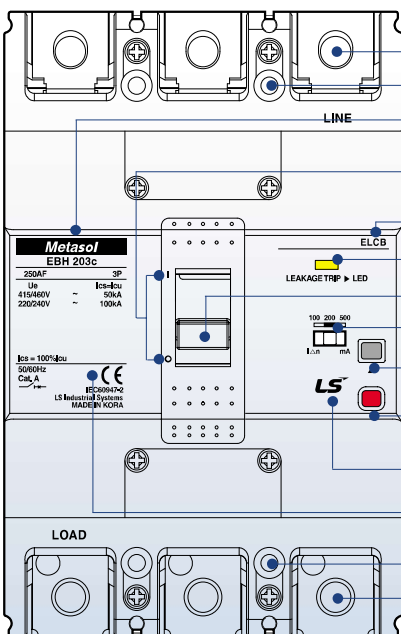 LINE
ELCB
Metasol
EBH 203c
250AF 3P
Ue Ics=Icu
415/460V ~ 50kA
220/240V ~ 100kA
I
LEAKAGE TRIP ▶ LED
100 200 500
I△n mA
Ics = 100%Icu
50/60Hz
Cat. A
CE
IEC60947-2
LS Industrial Systems
MADE IN KORA
O
LS
LOAD